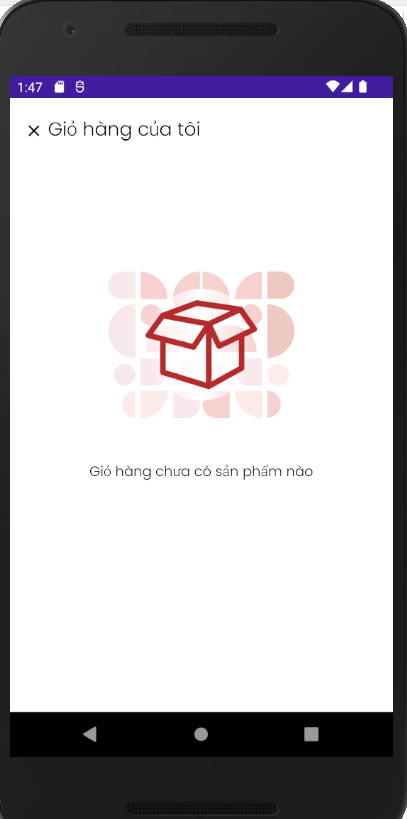 1:47
Giỏ hàng của tôi
Giỏ hàng chưa có sản phẩm nào